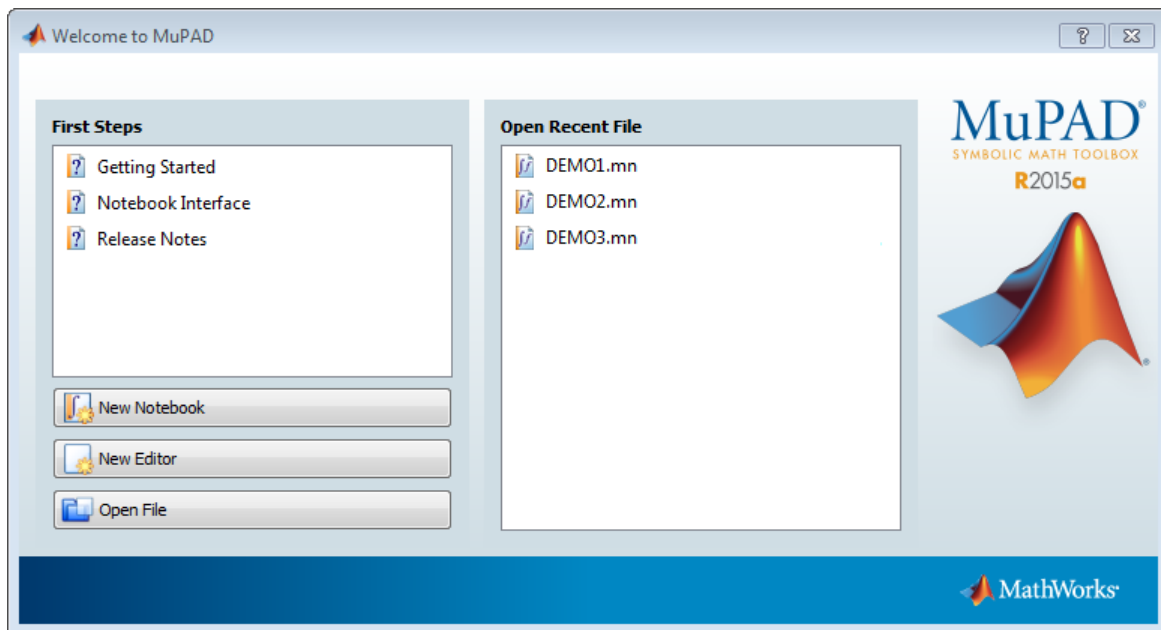 Welcome to MuPAD
First Steps
Getting Started
Notebook Interface
Release Notes
New Notebook
New Editor
Open File
Open Recent File
DEMO1.mn
DEMO2.mn
DEMO3.mn
MuPAD®
SYMBOLIC MATH TOOLBOX
R2015a
®
MathWorks®